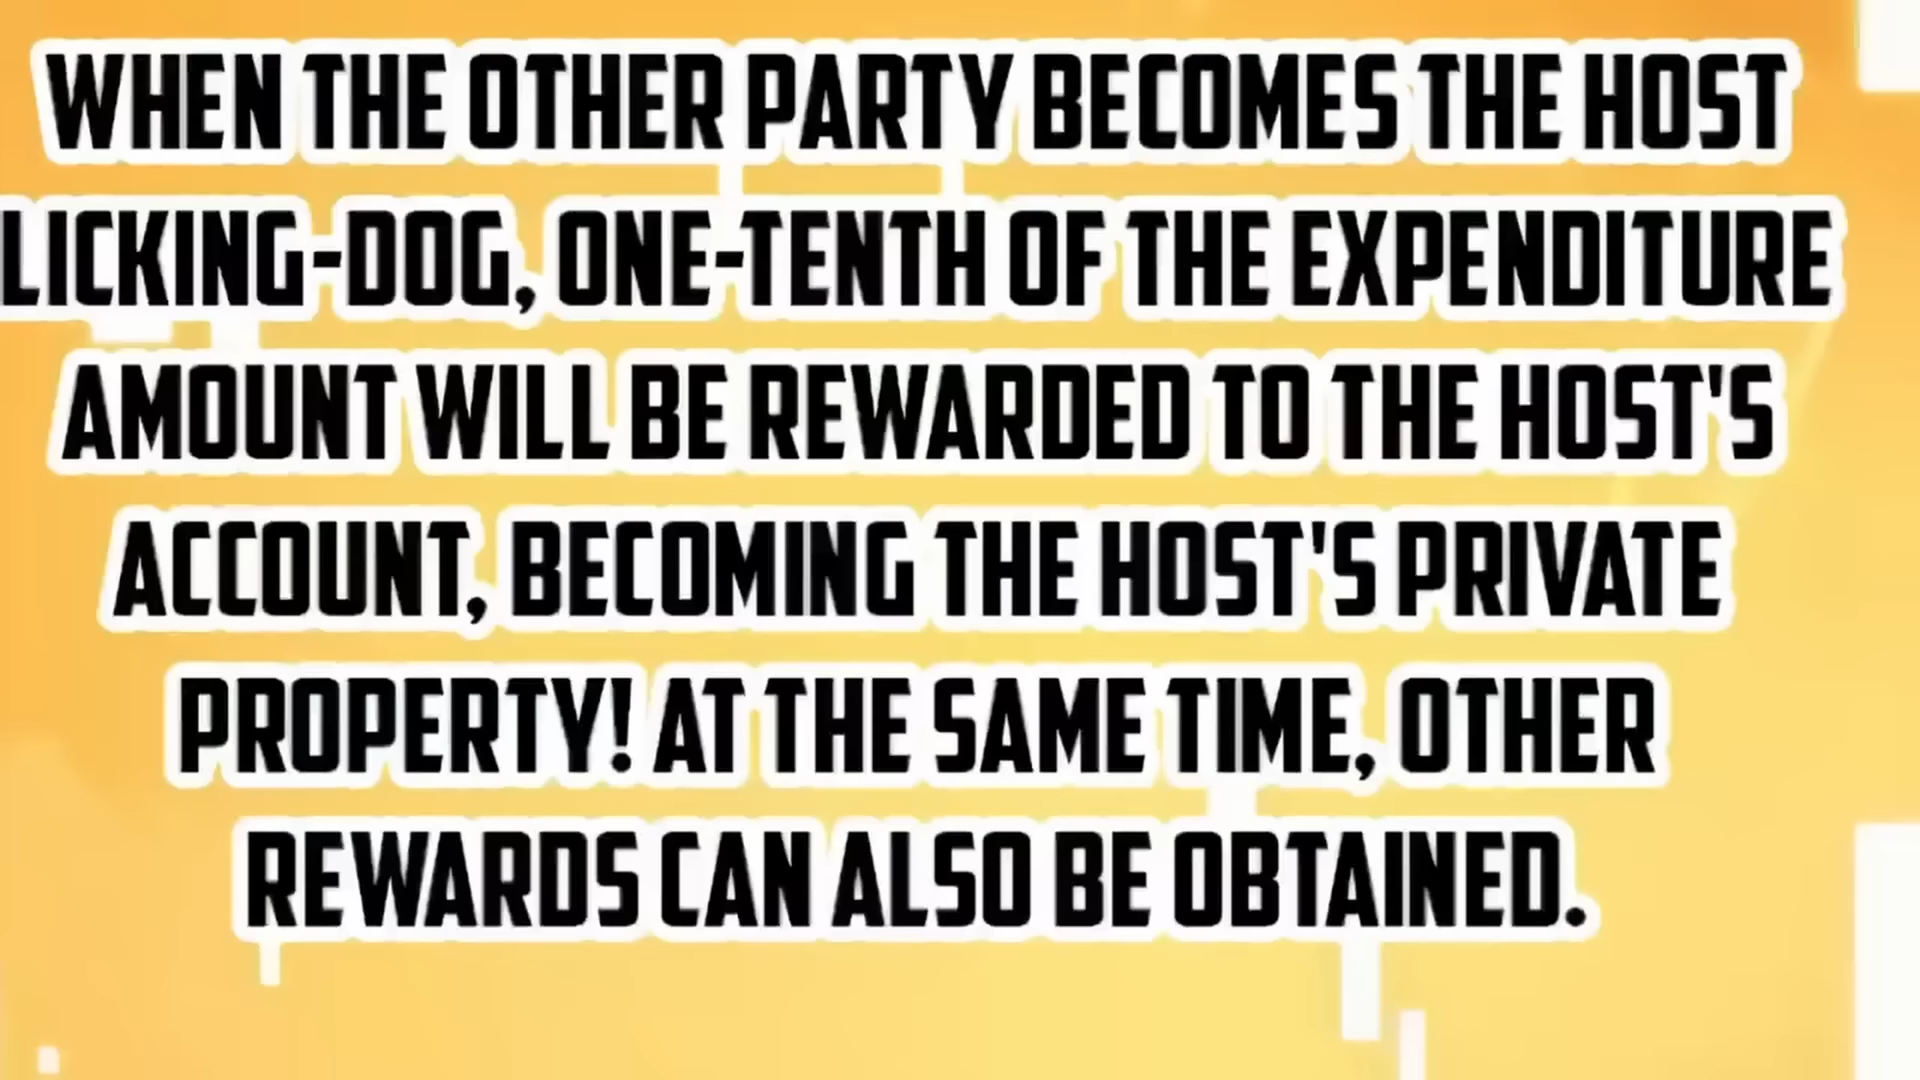 WHEN THE OTHER PARTY BECOMES THE HOST
LICKING-DOG, ONE-TENTH OF THE EXPENDITURE
AMOUNT WILL BE REWARDED TO THE HOST'S
ACCOUNT, BECOMING THE HOST'S PRIVATE
PROPERTY! AT THE SAME TIME, OTHER
REWARDS CAN ALSO BE OBTAINED.